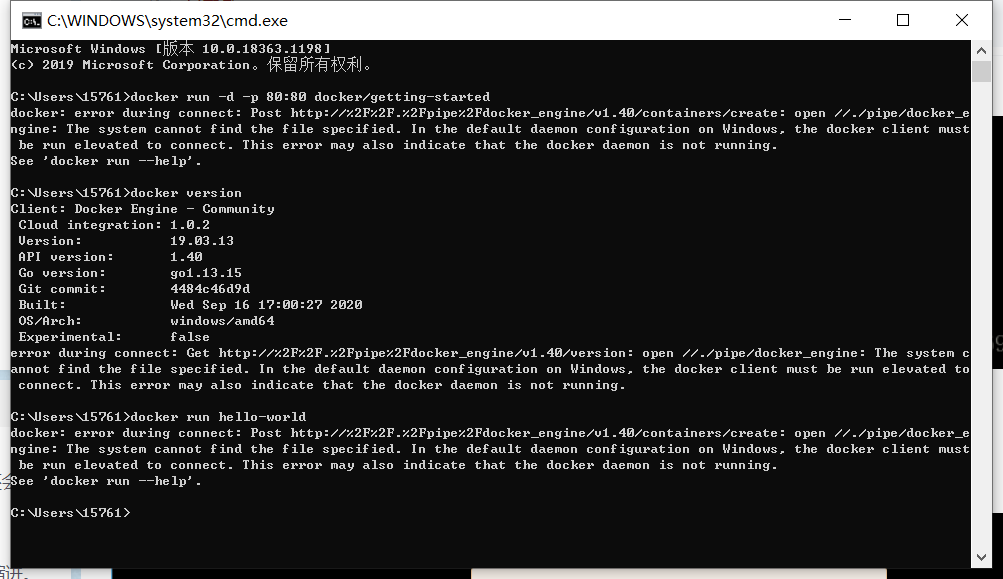 C:\WINDOWS\system32\cmd.exe
Microsoft Windows [版本 10.0.18363.1198]
(c) 2019 Microsoft Corporation。保留所有权利。
C:\Users\15761>docker run -d -p 80:80 docker/getting-started
docker: error during connect: Post http://%2F%2F.%2Fpipe%2Fdocker_engine/v1.40/containers/create: open //./pipe/docker_e
ngine: The system cannot find the file specified. In the default daemon configuration on Windows, the docker client must
 be run elevated to connect. This error may also indicate that the docker daemon is not running.
See 'docker run --help'.
C:\Users\15761>docker version
Client: Docker Engine - Community
 Cloud integration: 1.0.2
 Version:           19.03.13
 API version:       1.40
 Go version:        go1.13.15
 Git commit:        4484c46d9d
 Built:             Wed Sep 16 17:00:27 2020
 OS/Arch:           windows/amd64
 Experimental:      false
error during connect: Get http://%2F%2F.%2Fpipe%2Fdocker_engine/v1.40/version: open //./pipe/docker_engine: The system c
annot find the file specified. In the default daemon configuration on Windows, the docker client must be run elevated to
 connect. This error may also indicate that the docker daemon is not running.
C:\Users\15761>docker run hello-world
docker: error during connect: Post http://%2F%2F.%2Fpipe%2Fdocker_engine/v1.40/containers/create: open //./pipe/docker_e
ngine: The system cannot find the file specified. In the default daemon configuration on Windows, the docker client must
 be run elevated to connect. This error may also indicate that the docker daemon is not running.
See 'docker run --help'.
C:\Users\15761>